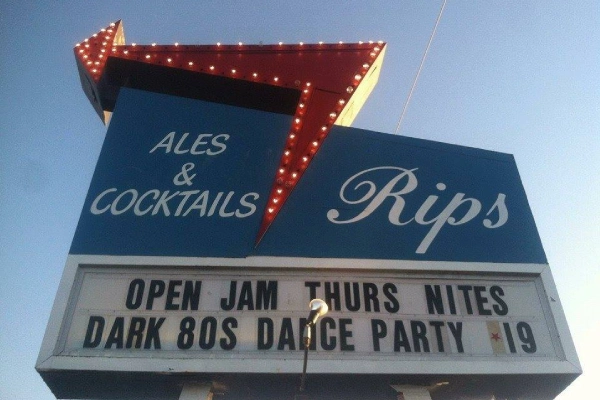 ALES
&
COCKTAILS
Rips
OPEN JAM THURS NITES
DARK 80S DANCE PARTY 19